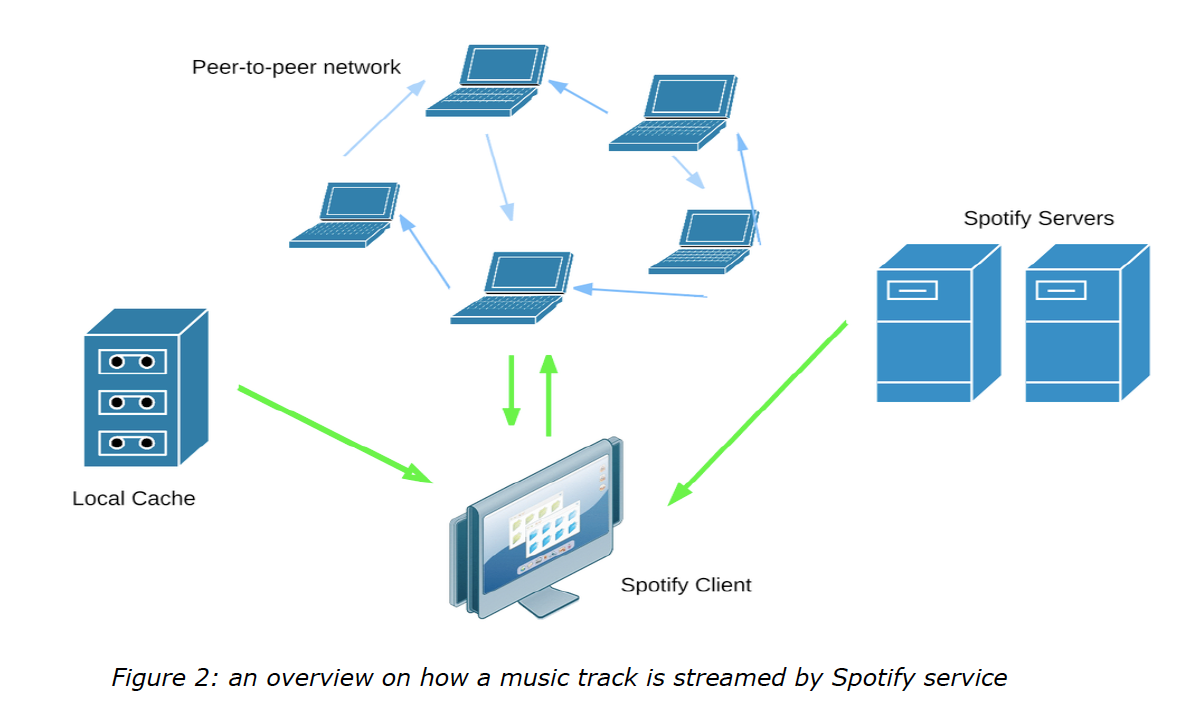 Peer-to-peer network
Spotify Servers
Local Cache
Spotify Client
Figure 2: an overview on how a music track is streamed by Spotify service